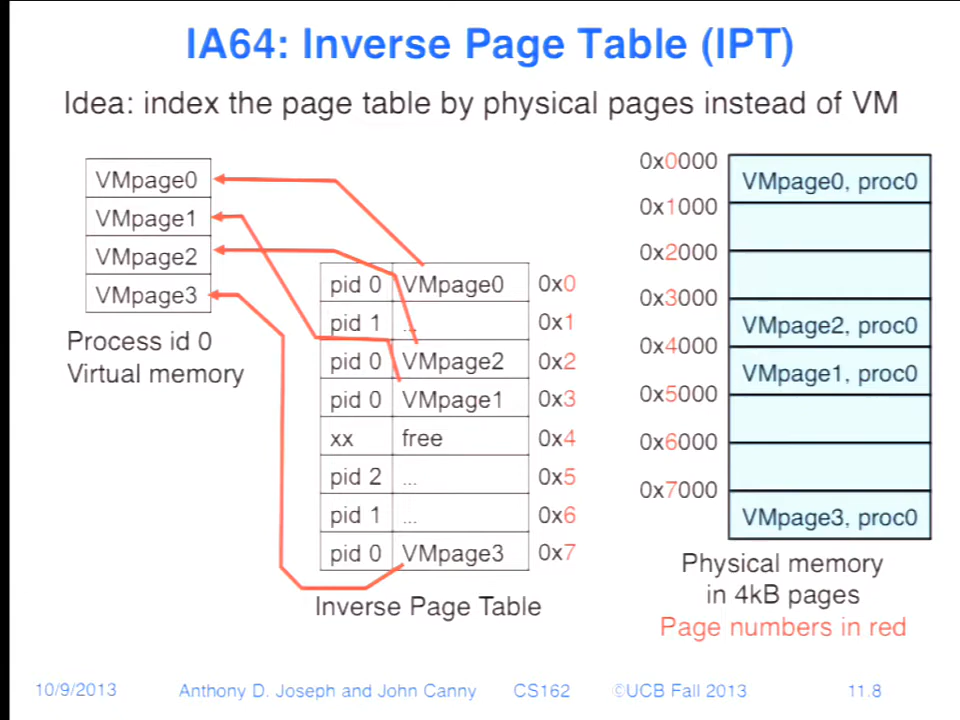 IA64: Inverse Page Table (IPT)
Idea: index the page table by physical pages instead of VM
VMpage0
VMpage1
VMpage2
VMpage3
Process id 0
Virtual memory
pid 0 VMpage0 0x0
pid 1 ... 0x1
pid 0 VMpage2 0x2
pid 0 VMpage1 0x3
xx free 0x4
pid 2 ... 0x5
pid 1 ... 0x6
pid 0 VMpage3 0x7
Inverse Page Table
0x0000
VMpage0, proc0
0x1000
0x2000
0x3000
VMpage2, proc0
0x4000
VMpage1, proc0
0x5000
0x6000
0x7000
VMpage3, proc0
Physical memory
in 4kB pages
Page numbers in red
10/9/2013 Anthony D. Joseph and John Canny CS162 ©UCB Fall 2013 11.8